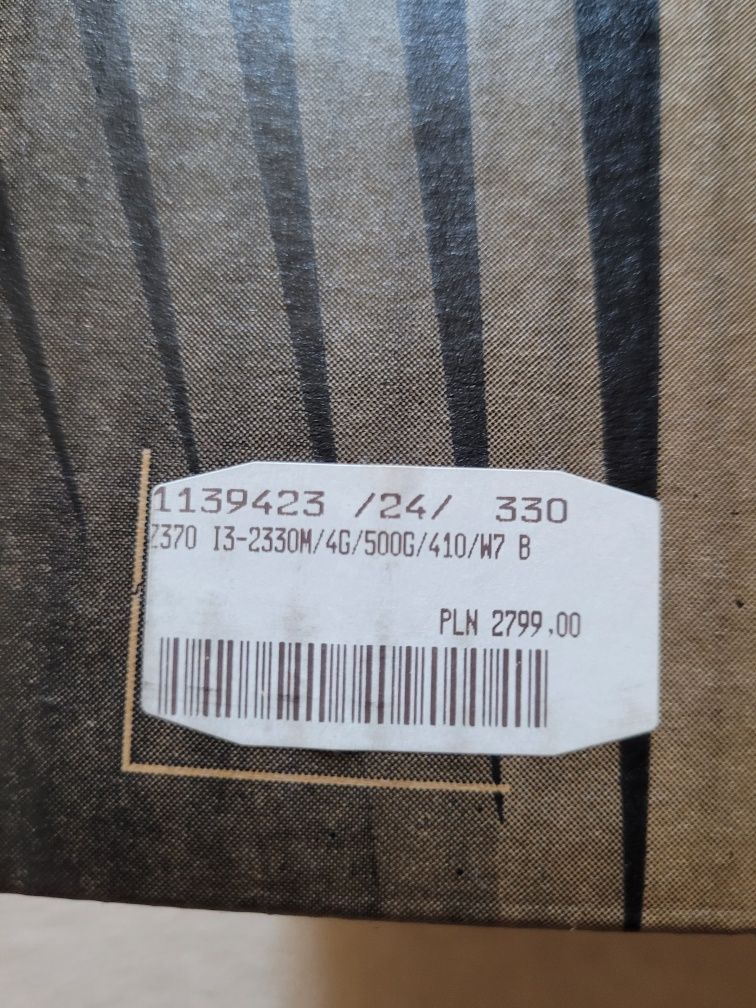 1139423 /24/ 330
Z370 I3-2330M/4G/500G/410/W7 B
PLN 2799,00